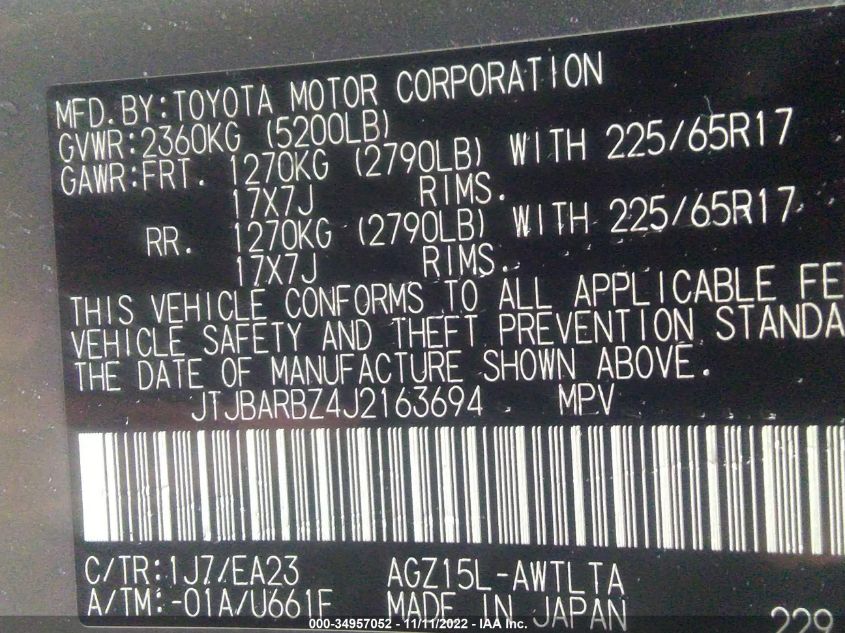 MFD. BY: TOYOTA MOTOR CORPORATION
GVWR: 2360KG (5200LB)
GAWR: FRT. 1270KG (2790LB) WITH 225/65R17
17X7J RIMS.
RR. 1270KG (2790LB) WITH 225/65R17
17X7J RIMS.
THIS VEHICLE CONFORMS TO ALL APPLICABLE FE
VEHICLE SAFETY AND THEFT PREVENTION STANDA
THE DATE OF MANUFACTURE SHOWN ABOVE.
JTJBARBZ4J2163694 MPV
C/TR: 1J7/EA23 AGZ15L-AWTLTA
A/TM: -01A/U661F MADE IN JAPAN 229
000-34957052 - 11/11/2022 - IAA Inc.